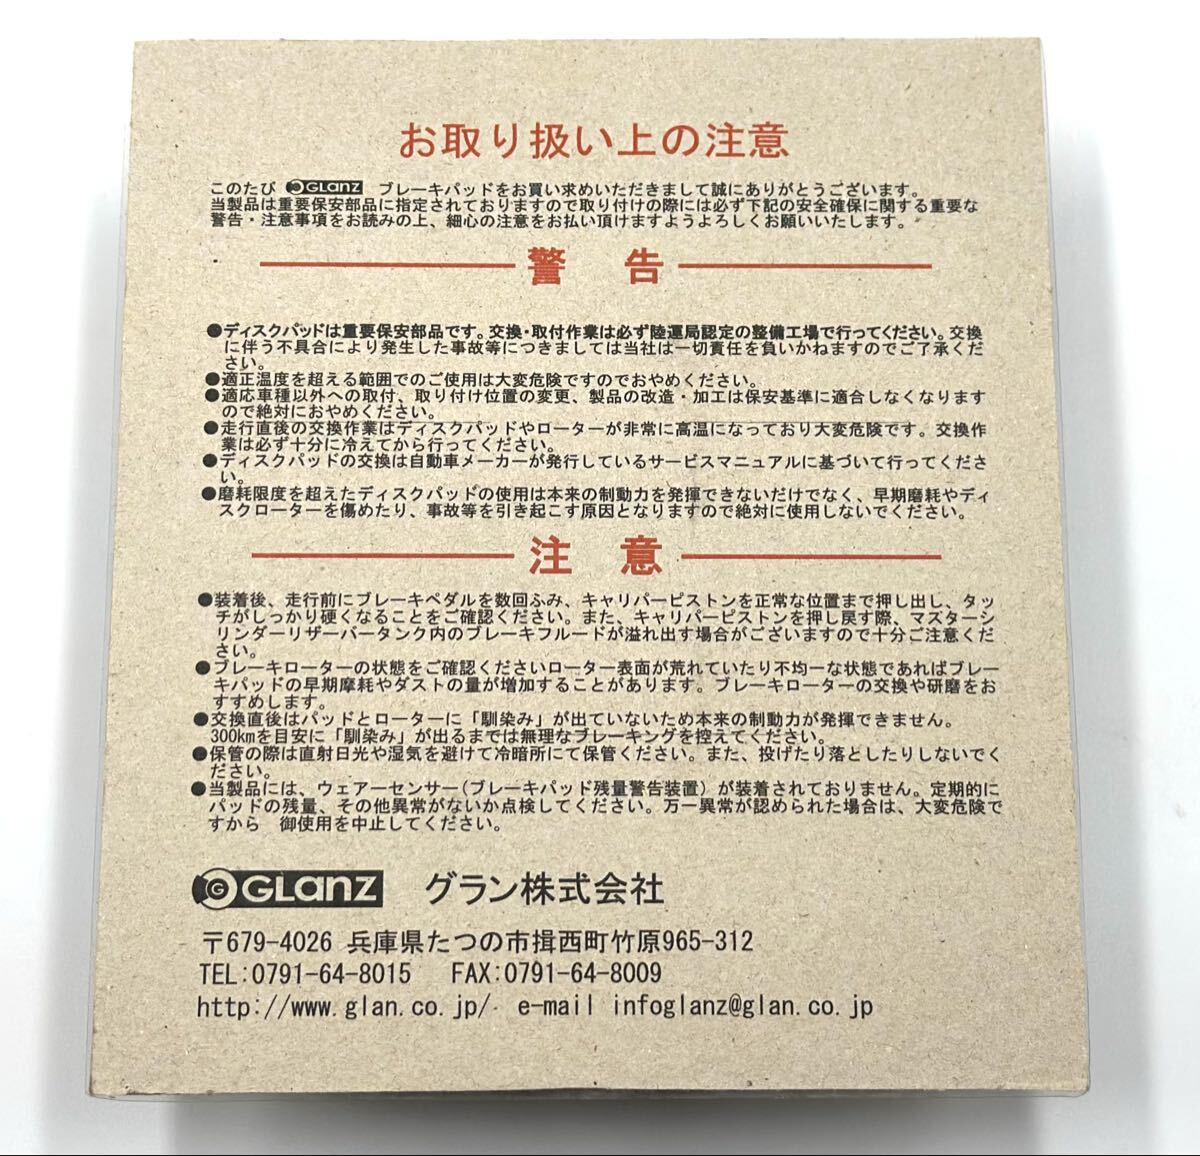 お取り扱い上の注意
このたび GLanz ブレーキパッドをお買い求めいただきまして誠にありがとうございます。
当製品は重要保安部品に指定されておりますので取り付けの際には必ず下記の安全確保に関する重要な
警告・注意事項をお読みの上、細心の注意をお払い頂けますようよろしくお願いいたします。
警 告
●ディスクパッドは重要保安部品です。交換・取付作業は必ず陸運局認定の整備工場で行ってください。交換
に伴う不具合により発生した事故等につきましては当社は一切責任を負いかねますのでご了承くだ
さい。
●適正温度を超える範囲でのご使用は大変危険ですのでおやめください。
●適応車種以外への取付、取り付け位置の変更、製品の改造・加工は保安基準に適合しなくなります
ので絶対におやめください。
●走行直後の交換作業はディスクパッドやローターが非常に高温になっており大変危険です。交換作
業は必ず十分に冷えてから行ってください。
●ディスクパッドの交換は自動車メーカーが発行しているサービスマニュアルに基づいて行ってくださ
い。
●磨耗限度を超えたディスクパッドの使用は本来の制動力を発揮できないだけでなく、早期磨耗やディ
スクローターを傷めたり、事故等を引き起こす原因となりますので絶対に使用しないでください。
注 意
●装着後、走行前にブレーキペダルを数回ふみ、キャリパーピストンを正常な位置まで押し出し、タッ
チがしっかり硬くなることをご確認ください。また、キャリパーピストンを押し戻す際、マスターシ
リンダーリザーバータンク内のブレーキフルードが溢れ出す場合がございますので十分ご注意くだ
さい。
●ブレーキローターの状態をご確認くださいローター表面が荒れていたり不均一な状態であればブレー
キパッドの早期摩耗やダストの量が増加することがあります。ブレーキローターの交換や研磨をお
すすめします。
●交換直後はパッドとローターに「馴染み」が出ていないため本来の制動力が発揮できません。
300kmを目安に「馴染み」が出るまでは無理なブレーキングを控えてください。
●保管の際は直射日光や湿気を避けて冷暗所にて保管ください。また、投げたり落としたりしないでく
ださい。
●当製品には、ウェアーセンサー(ブレーキパッド残量警告装置)が装着されておりません。定期的に
パッドの残量、その他異常がないか点検してください。万一異常が認められた場合は、大変危険で
すから 御使用を中止してください。
GLanz グラン株式会社
〒679-4026 兵庫県たつの市揖西町竹原965-312
TEL:0791-64-8015 FAX:0791-64-8009
http://www.glan.co.jp/ e-mail infoglanz@glan.co.jp